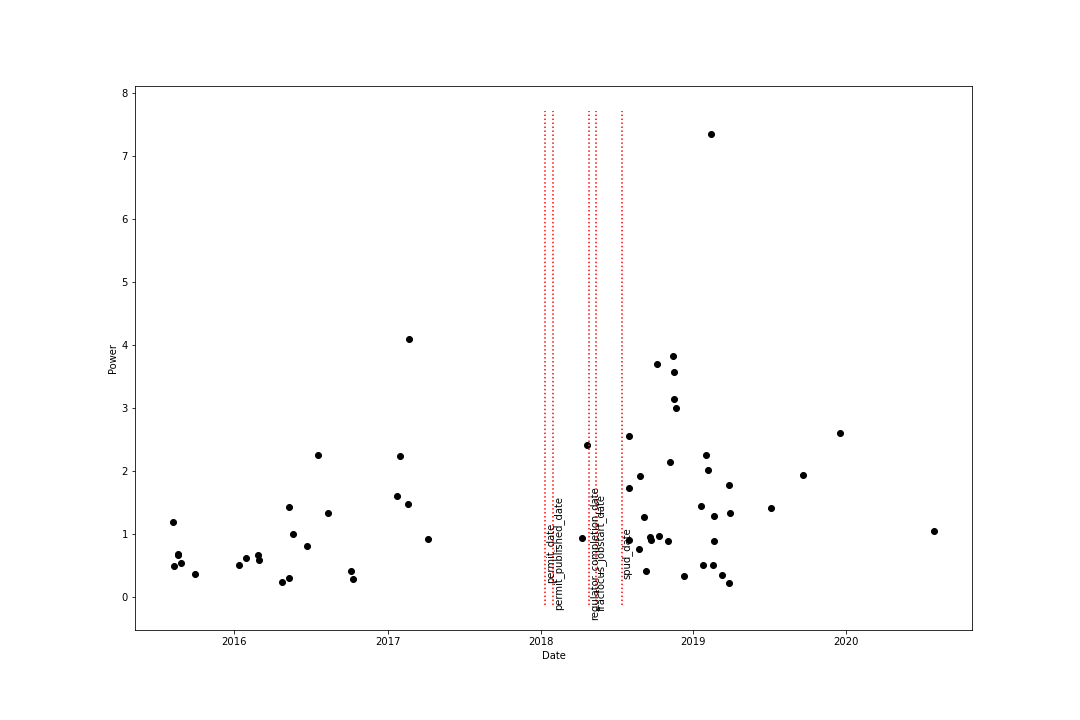 8
7
6
5
4
3
2
1
0
Power
permit_date
permit_published_date
regulator_completion_date
fracfocus_jobstart_date
spud_date
2016 2017 2018 2019 2020
Date